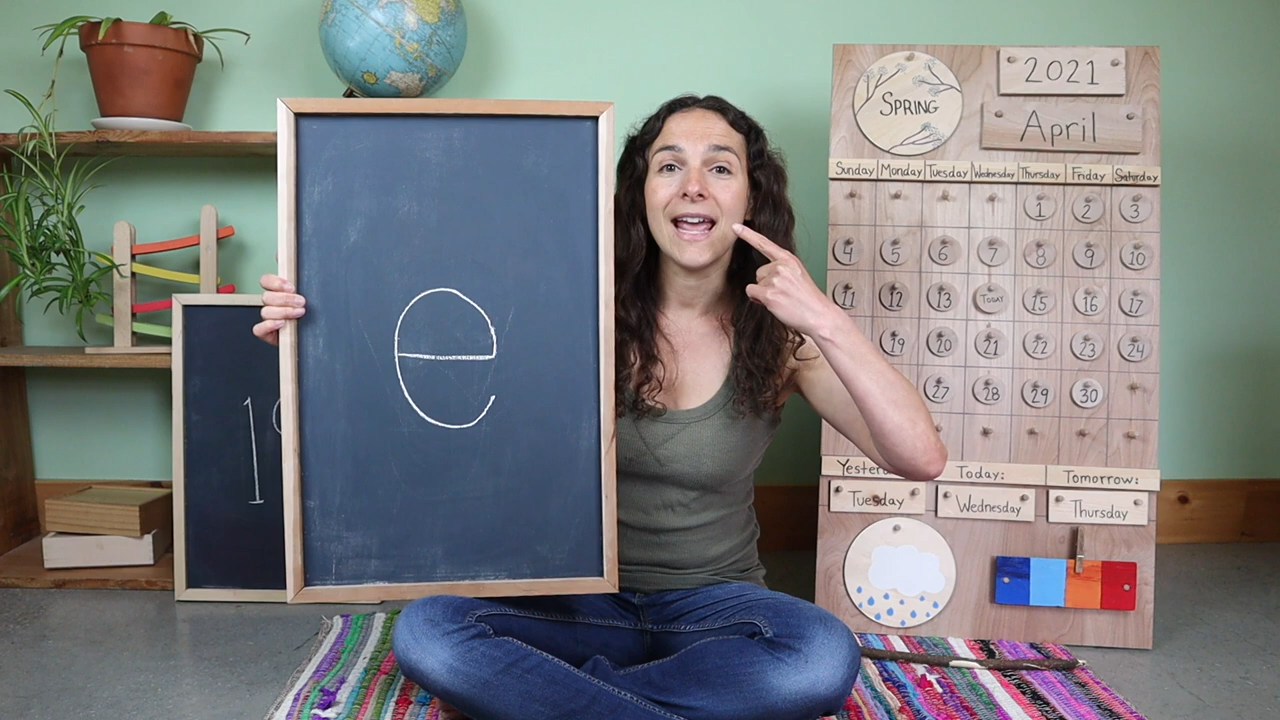 e
1
SPRING
2021
April
Sunday Monday Tuesday Wednesday Thursday Friday Saturday
1 2 3
4 5 6 7 8 9 10
11 12 13 TODAY 15 16 17
19 20 21 22 23 24
27 28 29 30
Yester Today: Tomorrow:
Tuesday Wednesday Thursday